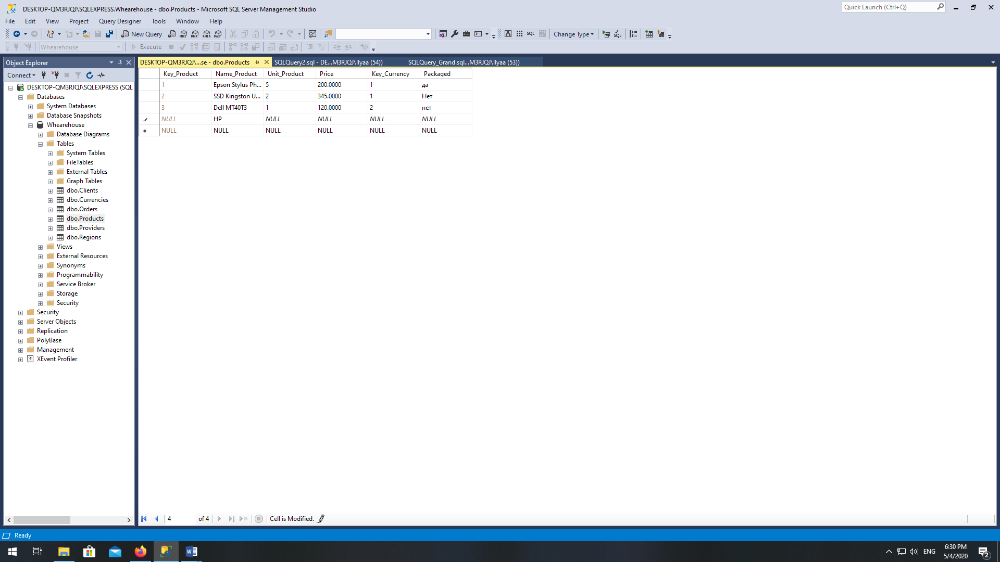 DESKTOP-QM3RJQJ\SQLEXPRESS.Whearehouse - dbo.Products - Microsoft SQL Server Management Studio
Quick Launch (Ctrl+Q)
File Edit View Project Query Designer Tools Window Help
New Query MDX DMX XMLA DAX SQL Change Type
Whearehouse Execute
Object Explorer
DESKTOP-QM3RJQJ\...se - dbo.Products SQLQuery2.sql - DE...M3RJQJ\Ilyaa (54)) SQLQuery_Grand.sql...M3RJQJ\Ilyaa (53))
Connect
Key_Product Name_Product Unit_Product Price Key_Currency Packaged
1 Epson Stylus Ph... 5 200.0000 1 да
2 SSD Kingston U... 2 345.0000 1 Нет
3 Dell MT40T3 1 120.0000 2 нет
NULL HP NULL NULL NULL NULL
NULL NULL NULL NULL NULL NULL
DESKTOP-QM3RJQJ\SQLEXPRESS (SQL
Databases
System Databases
Database Snapshots
Whearehouse
Database Diagrams
Tables
System Tables
FileTables
External Tables
Graph Tables
dbo.Clients
dbo.Currencies
dbo.Orders
dbo.Products
dbo.Providers
dbo.Regions
Views
External Resources
Synonyms
Programmability
Service Broker
Storage
Security
Security
Server Objects
Replication
PolyBase
Management
XEvent Profiler
4 of 4 Cell is Modified.
Ready
ENG
6:30 PM
5/4/2020
2